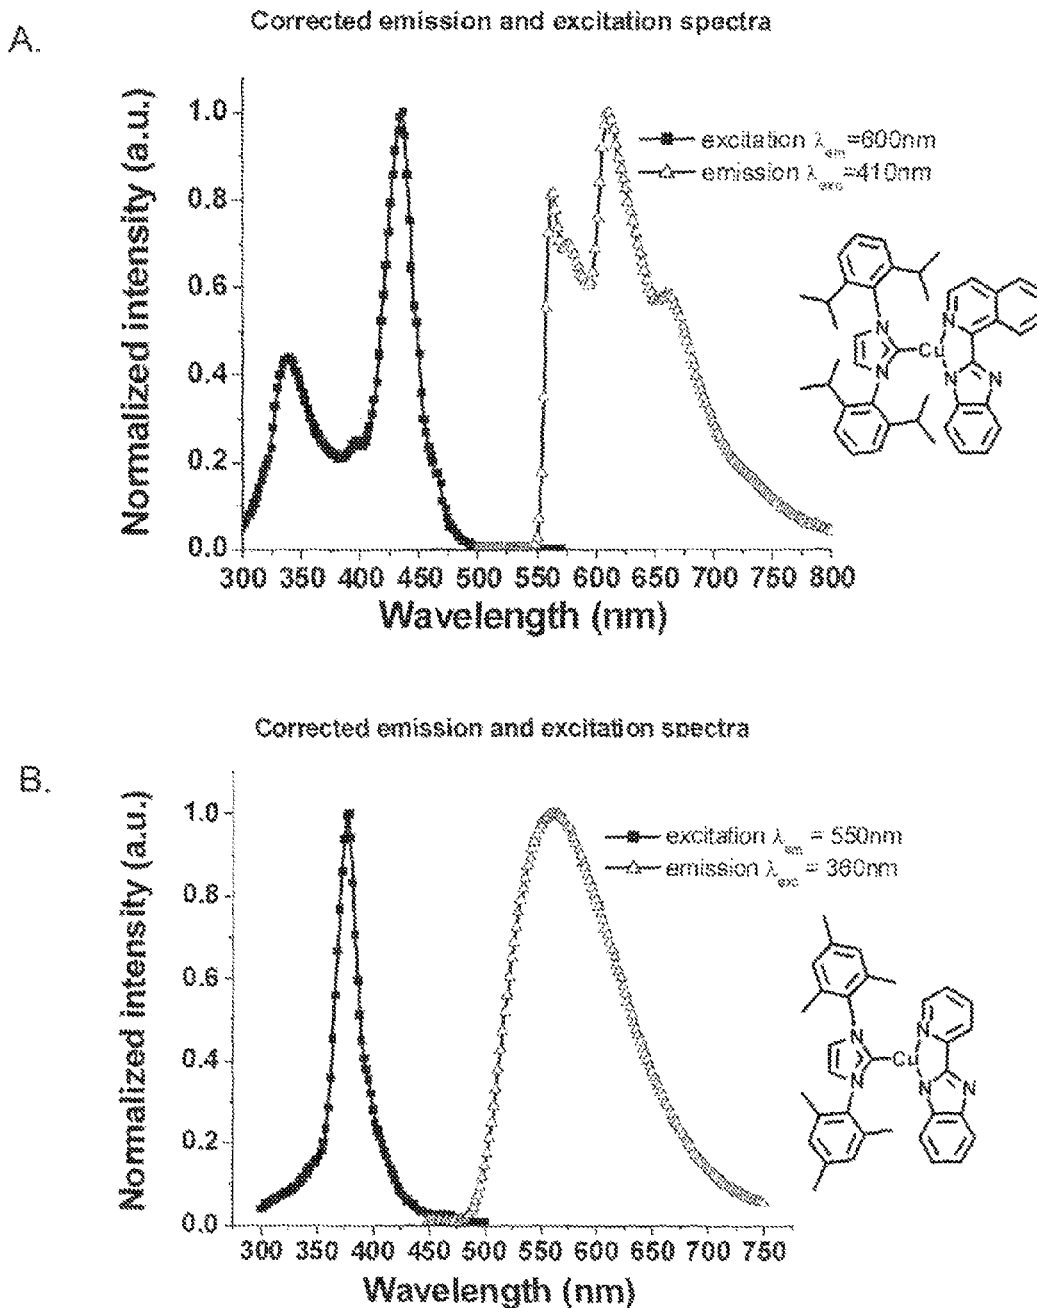 Corrected emission and excitation spectra
A.
Normalized intensity (a.u.)
1.0
0.8
0.6
0.4
0.2
0.0
excitation λem=600nm
emission λexc=410nm
N
N
Cu
N
N
N
300 350 400 450 500 550 600 650 700 750 800
Wavelength (nm)
Corrected emission and excitation spectra
B.
Normalized intensity (a.u.)
1.0
0.8
0.6
0.4
0.2
0.0
excitation λem = 550nm
emission λexc = 360nm
N
N
Cu
N
N
N
300 350 400 450 500 550 600 650 700 750
Wavelength (nm)